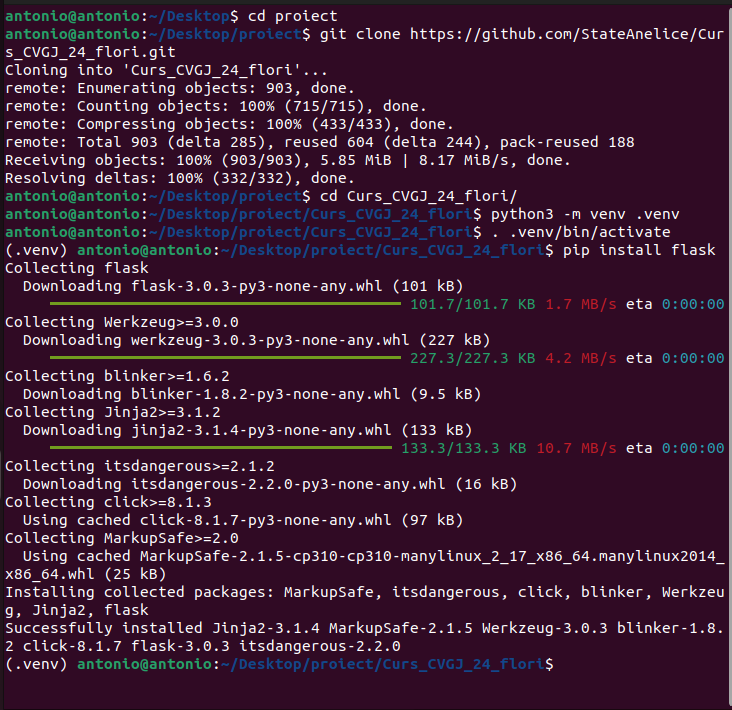 antonio@antonio:~/Desktop$ cd proiect
antonio@antonio:~/Desktop/proiect$ git clone https://github.com/StateAnelice/Cur
s_CVGJ_24_flori.git
Cloning into 'Curs_CVGJ_24_flori'...
remote: Enumerating objects: 903, done.
remote: Counting objects: 100% (715/715), done.
remote: Compressing objects: 100% (433/433), done.
remote: Total 903 (delta 285), reused 604 (delta 244), pack-reused 188
Receiving objects: 100% (903/903), 5.85 MiB | 8.17 MiB/s, done.
Resolving deltas: 100% (332/332), done.
antonio@antonio:~/Desktop/proiect$ cd Curs_CVGJ_24_flori/
antonio@antonio:~/Desktop/proiect/Curs_CVGJ_24_flori$ python3 -m venv .venv
antonio@antonio:~/Desktop/proiect/Curs_CVGJ_24_flori$ . .venv/bin/activate
(.venv) antonio@antonio:~/Desktop/proiect/Curs_CVGJ_24_flori$ pip install flask
Collecting flask
  Downloading flask-3.0.3-py3-none-any.whl (101 kB)
101.7/101.7 KB 1.7 MB/s eta 0:00:00
Collecting Werkzeug>=3.0.0
  Downloading werkzeug-3.0.3-py3-none-any.whl (227 kB)
227.3/227.3 KB 4.2 MB/s eta 0:00:00
Collecting blinker>=1.6.2
  Downloading blinker-1.8.2-py3-none-any.whl (9.5 kB)
Collecting Jinja2>=3.1.2
  Downloading jinja2-3.1.4-py3-none-any.whl (133 kB)
133.3/133.3 KB 10.7 MB/s eta 0:00:00
Collecting itsdangerous>=2.1.2
  Downloading itsdangerous-2.2.0-py3-none-any.whl (16 kB)
Collecting click>=8.1.3
  Using cached click-8.1.7-py3-none-any.whl (97 kB)
Collecting MarkupSafe>=2.0
  Using cached MarkupSafe-2.1.5-cp310-cp310-manylinux_2_17_x86_64.manylinux2014_
x86_64.whl (25 kB)
Installing collected packages: MarkupSafe, itsdangerous, click, blinker, Werkzeu
g, Jinja2, flask
Successfully installed Jinja2-3.1.4 MarkupSafe-2.1.5 Werkzeug-3.0.3 blinker-1.8.
2 click-8.1.7 flask-3.0.3 itsdangerous-2.2.0
(.venv) antonio@antonio:~/Desktop/proiect/Curs_CVGJ_24_flori$